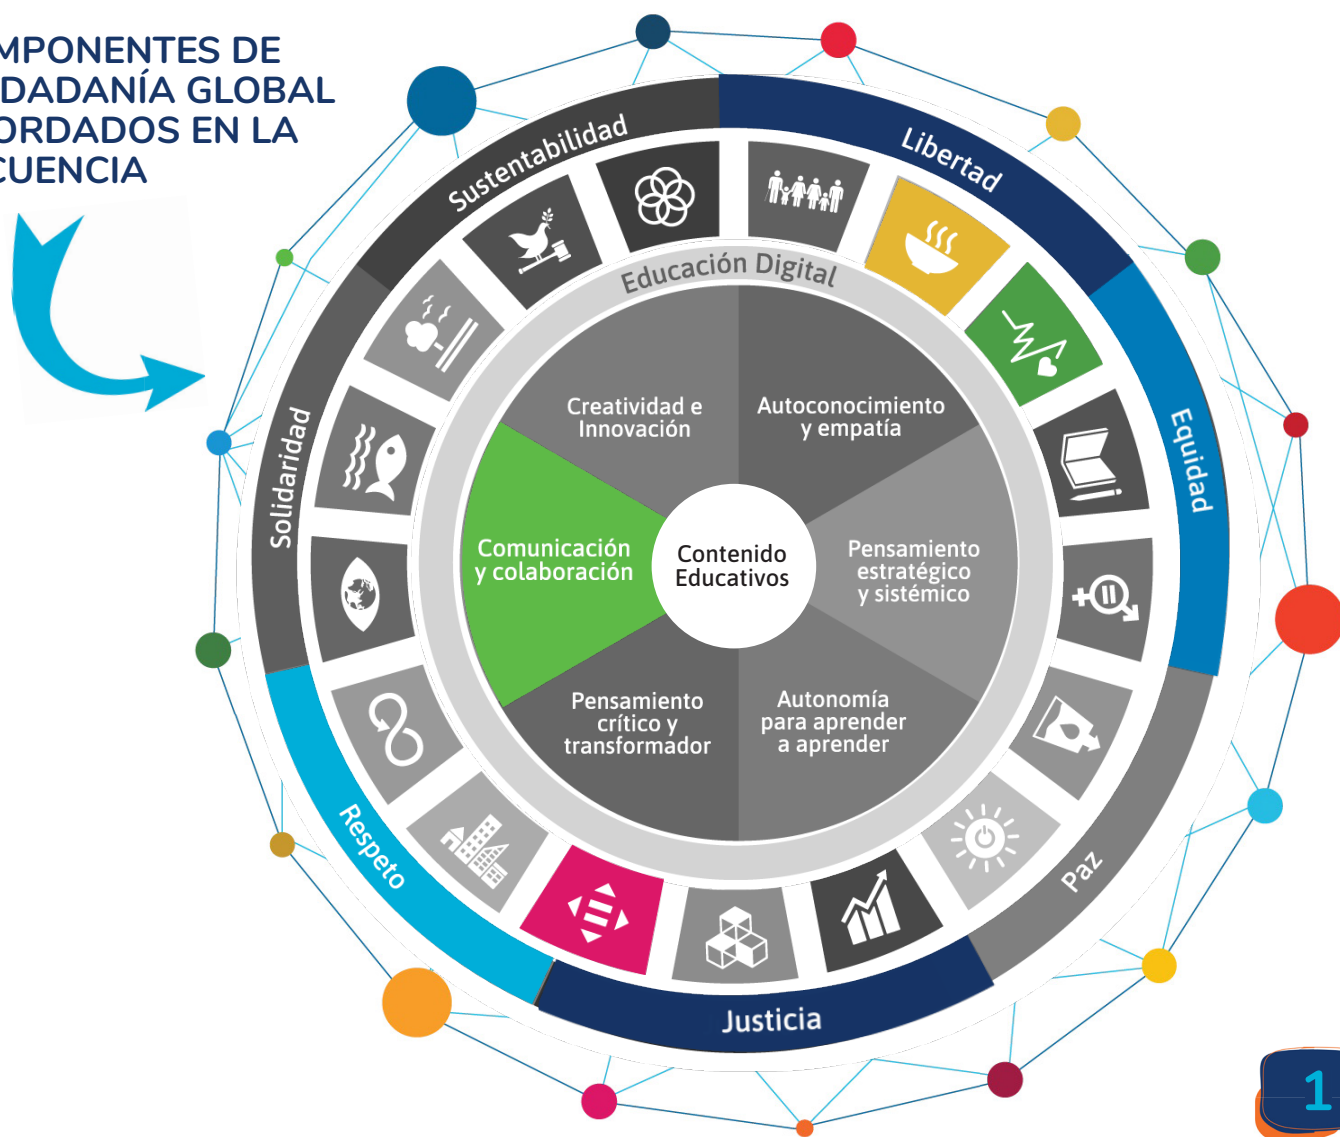 MPONENTES DE
DADANÍA GLOBAL
ORDADOS EN LA
CUENCIA
Sustentabilidad
Libertad
Equidad
Paz
Justicia
Respeto
Solidaridad
Educación Digital
Creatividad e
Innovación
Autoconocimiento
y empatía
Comunicación
y colaboración
Contenido
Educativos
Pensamiento
estratégico
y sistémico
Pensamiento
crítico y
transformador
Autonomía
para aprender
a aprender
1